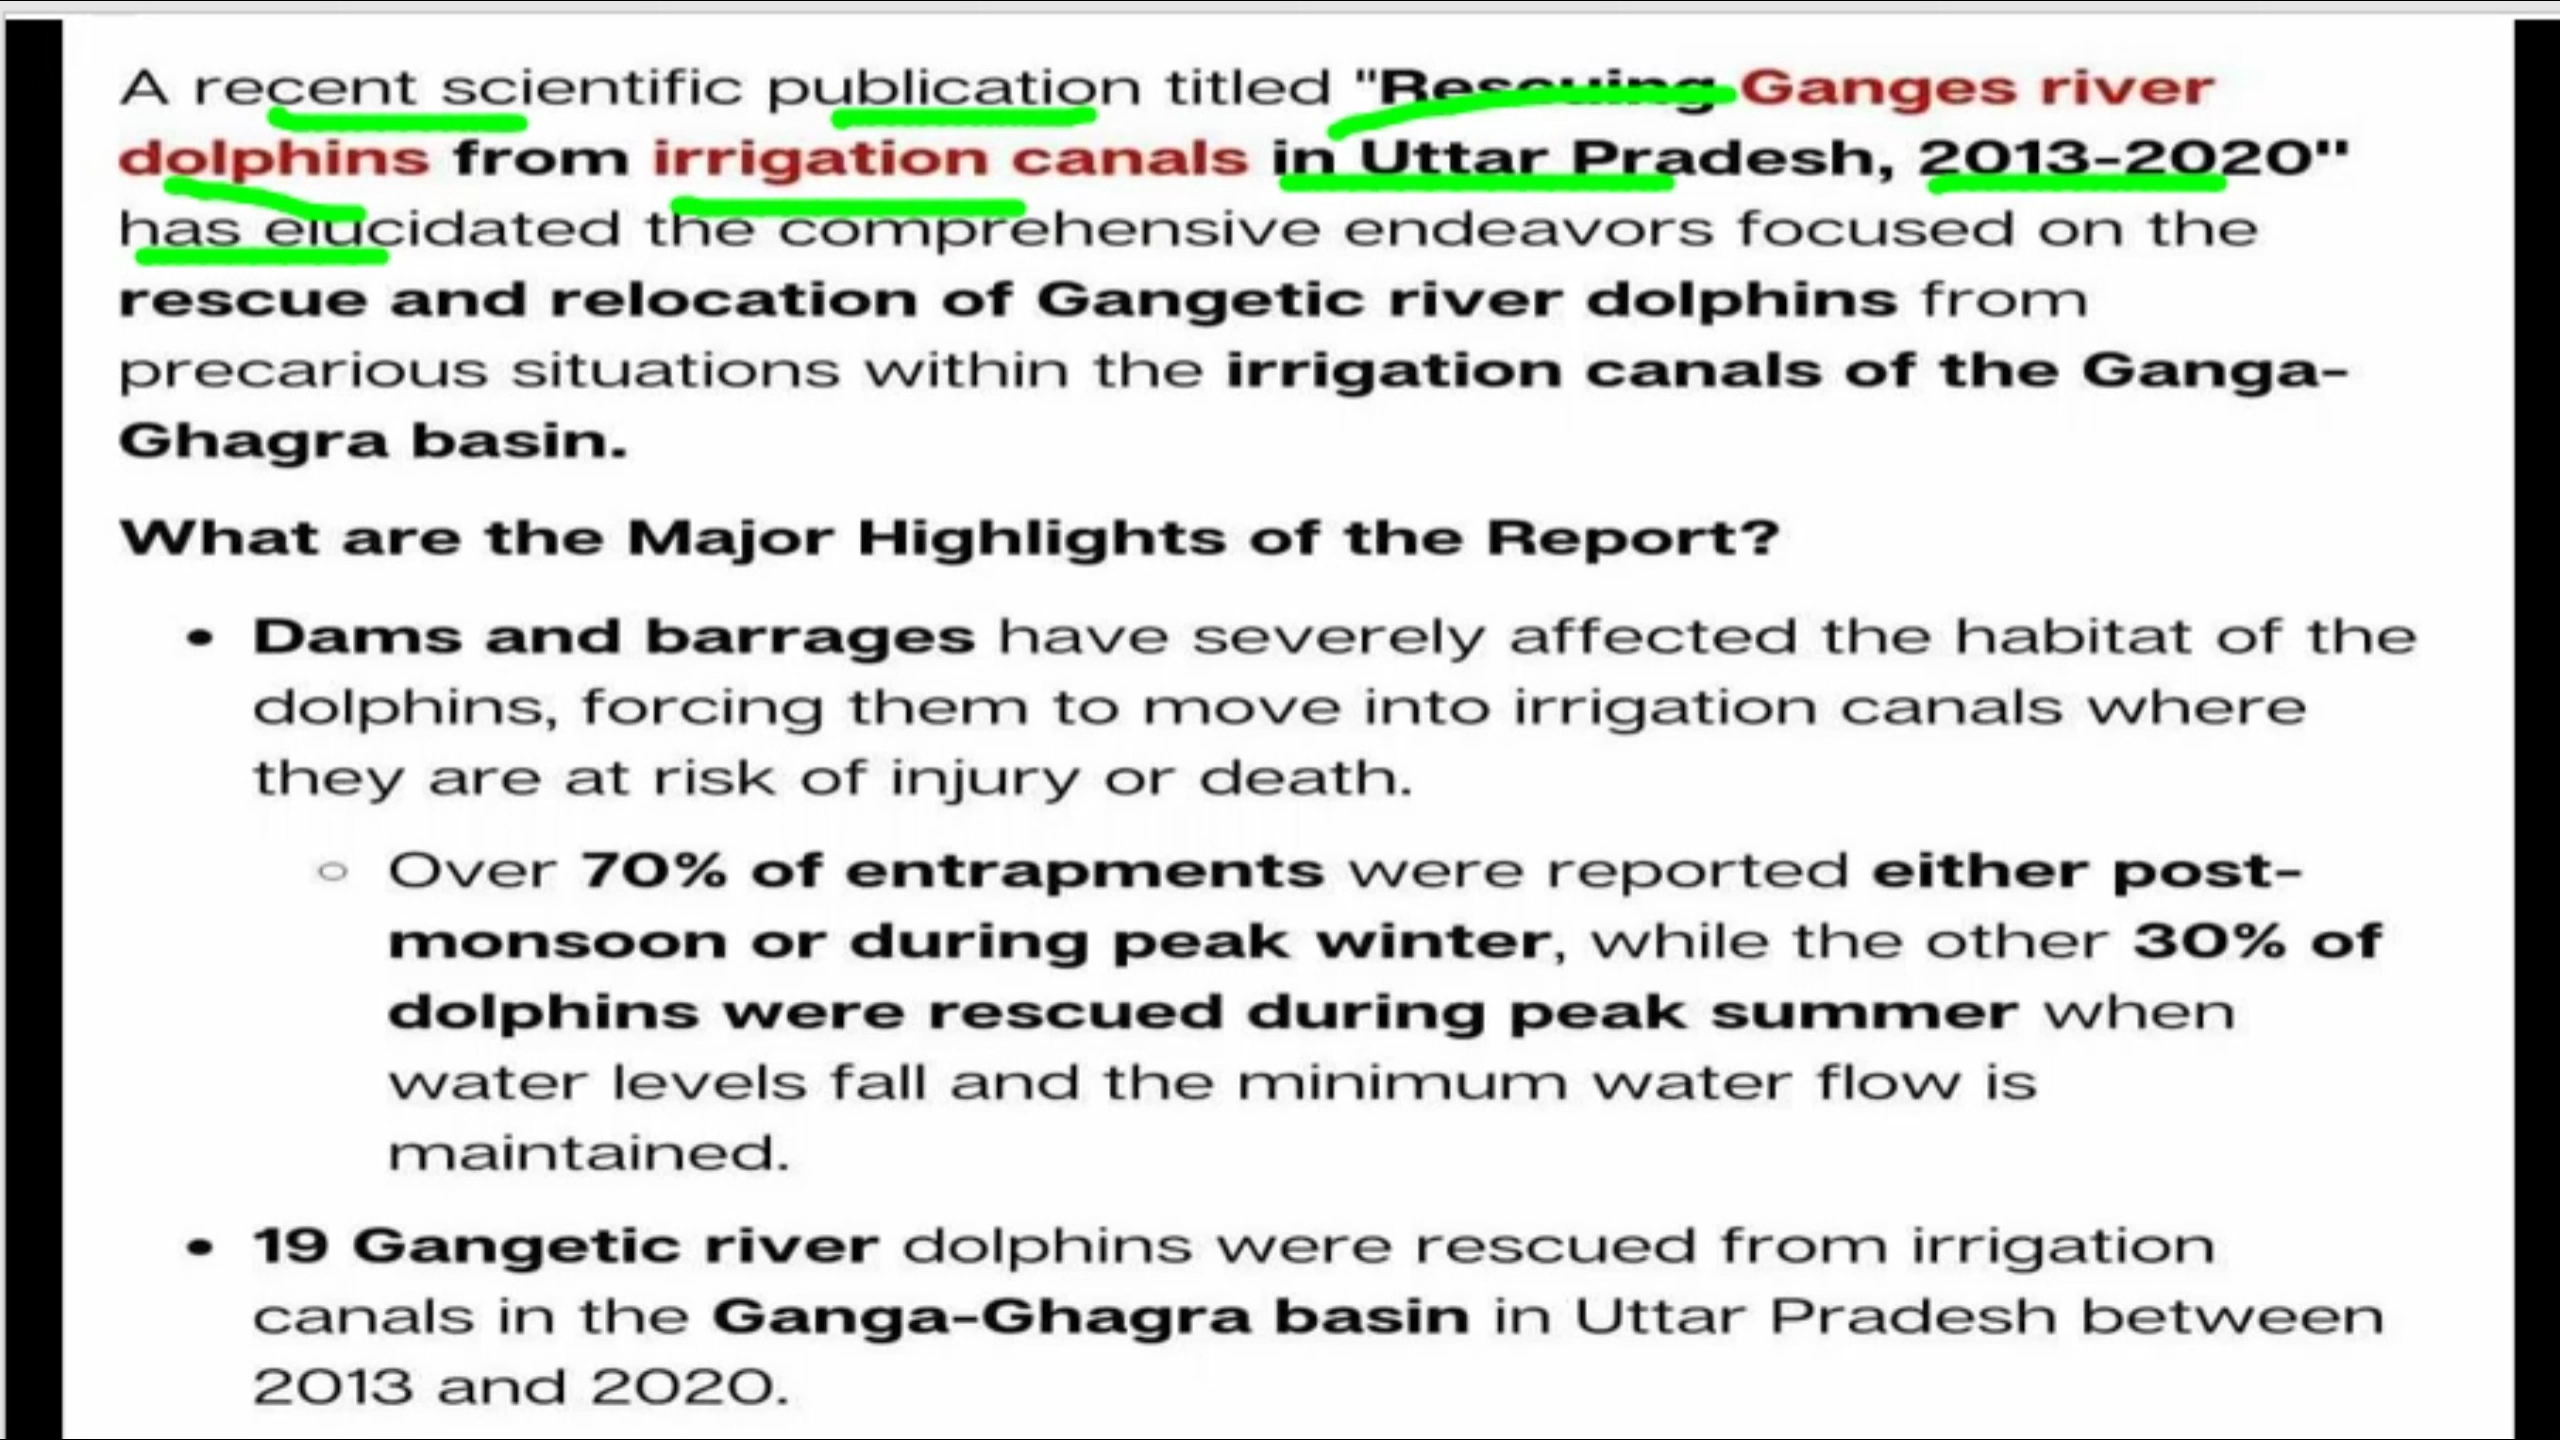 A recent scientific publication titled "Rescuing Ganges river
dolphins from irrigation canals in Uttar Pradesh, 2013-2020"
has elucidated the comprehensive endeavors focused on the
rescue and relocation of Gangetic river dolphins from
precarious situations within the irrigation canals of the Ganga-
Ghagra basin.
What are the Major Highlights of the Report?
• Dams and barrages have severely affected the habitat of the
dolphins, forcing them to move into irrigation canals where
they are at risk of injury or death.
○ Over 70% of entrapments were reported either post-
monsoon or during peak winter, while the other 30% of
dolphins were rescued during peak summer when
water levels fall and the minimum water flow is
maintained.
• 19 Gangetic river dolphins were rescued from irrigation
canals in the Ganga-Ghagra basin in Uttar Pradesh between
2013 and 2020.